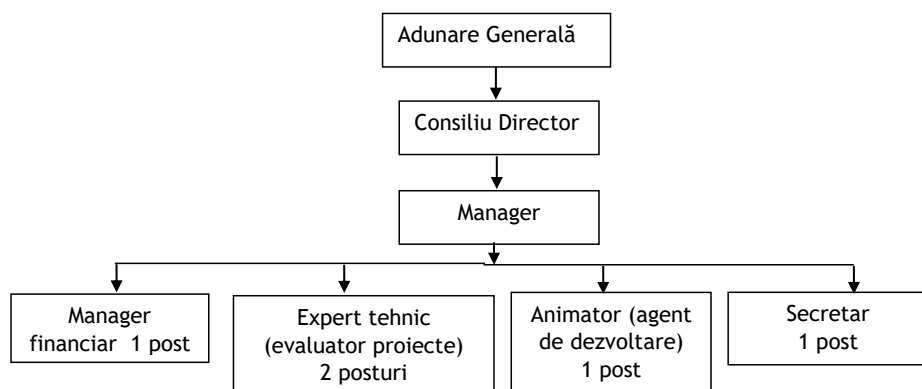 Adunare Generală
Consiliu Director
Manager
Manager
financiar 1 post
Expert tehnic
(evaluator proiecte)
2 posturi
Animator (agent
de dezvoltare)
1 post
Secretar
1 post